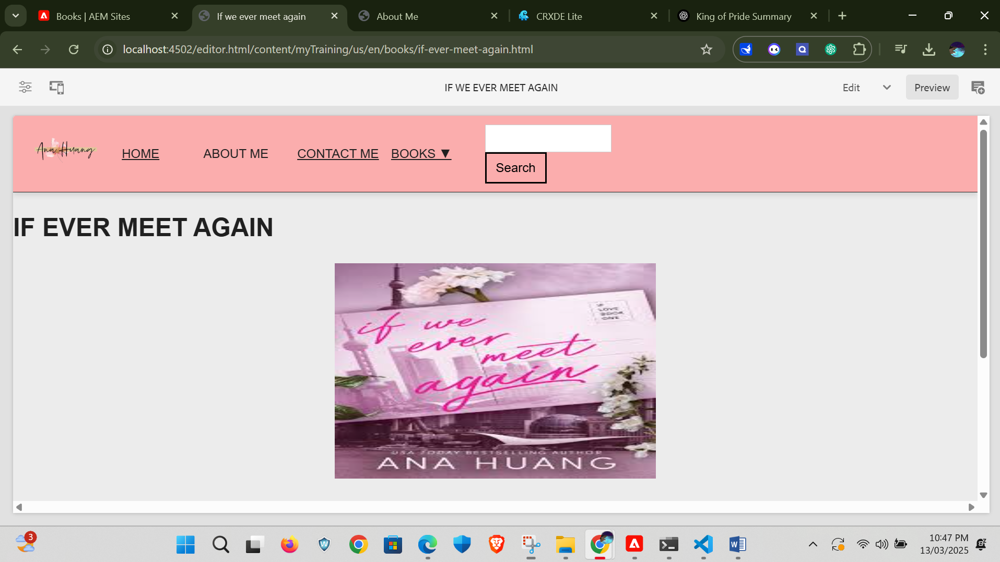 Books | AEM Sites
If we ever meet again
About Me
CRXDE Lite
King of Pride Summary
localhost:4502/editor.html/content/myTraining/us/en/books/if-ever-meet-again.html
IF WE EVER MEET AGAIN
Edit
Preview
Ana Huang
HOME
ABOUT ME
CONTACT ME
BOOKS ▼
Search
IF EVER MEET AGAIN
IF
LOVE
BOOK
ONE
if we
ever
meet
again
USA TODAY BESTSELLING AUTHOR
ANA HUANG
3
W
W
10:47 PM
13/03/2025